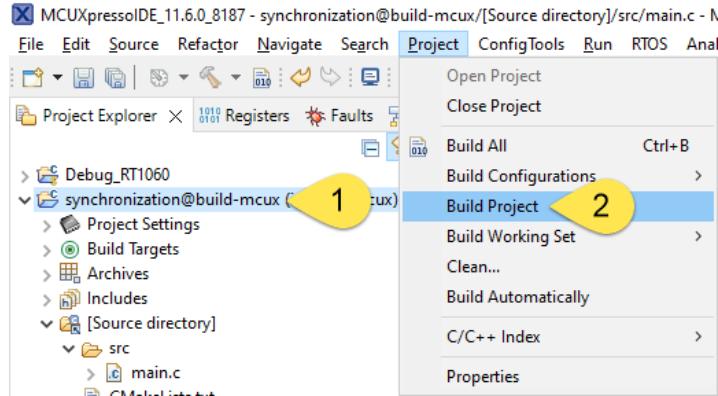 MCUXpressoIDE_11.6.0_8187 - synchronization@build-mcux/[Source directory]/src/main.c - M
File Edit Source Refactor Navigate Search Project ConfigTools Run RTOS Anal
Project Explorer Registers Faults
Debug_RT1060
synchronization@build-mcux ( cux)
1
Project Settings
Build Targets
Archives
Includes
[Source directory]
src
main.c
CMakeLists.txt
Open Project
Close Project
Build All Ctrl+B
Build Configurations
Build Project
2
Build Working Set
Clean...
Build Automatically
C/C++ Index
Properties